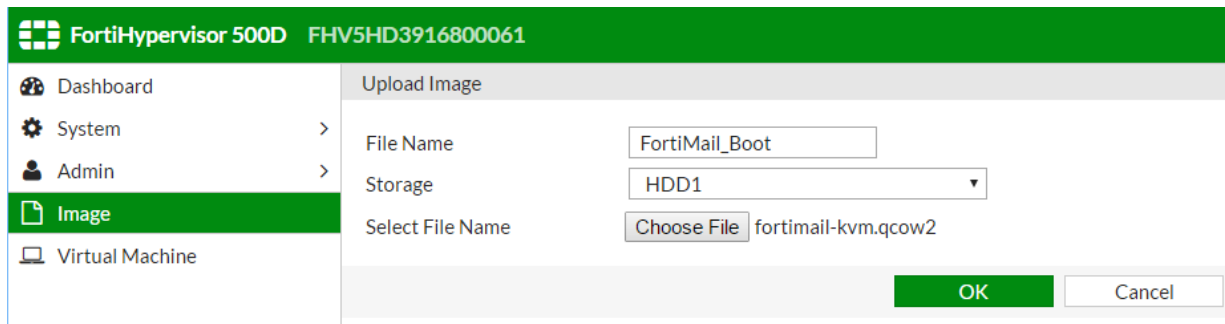 FortiHypervisor 500D FHV5HD3916800061
Dashboard
System
Admin
Image
Virtual Machine
Upload Image
File Name FortiMail_Boot
Storage HDD1
Select File Name Choose File fortimail-kvm.qcow2
OK Cancel